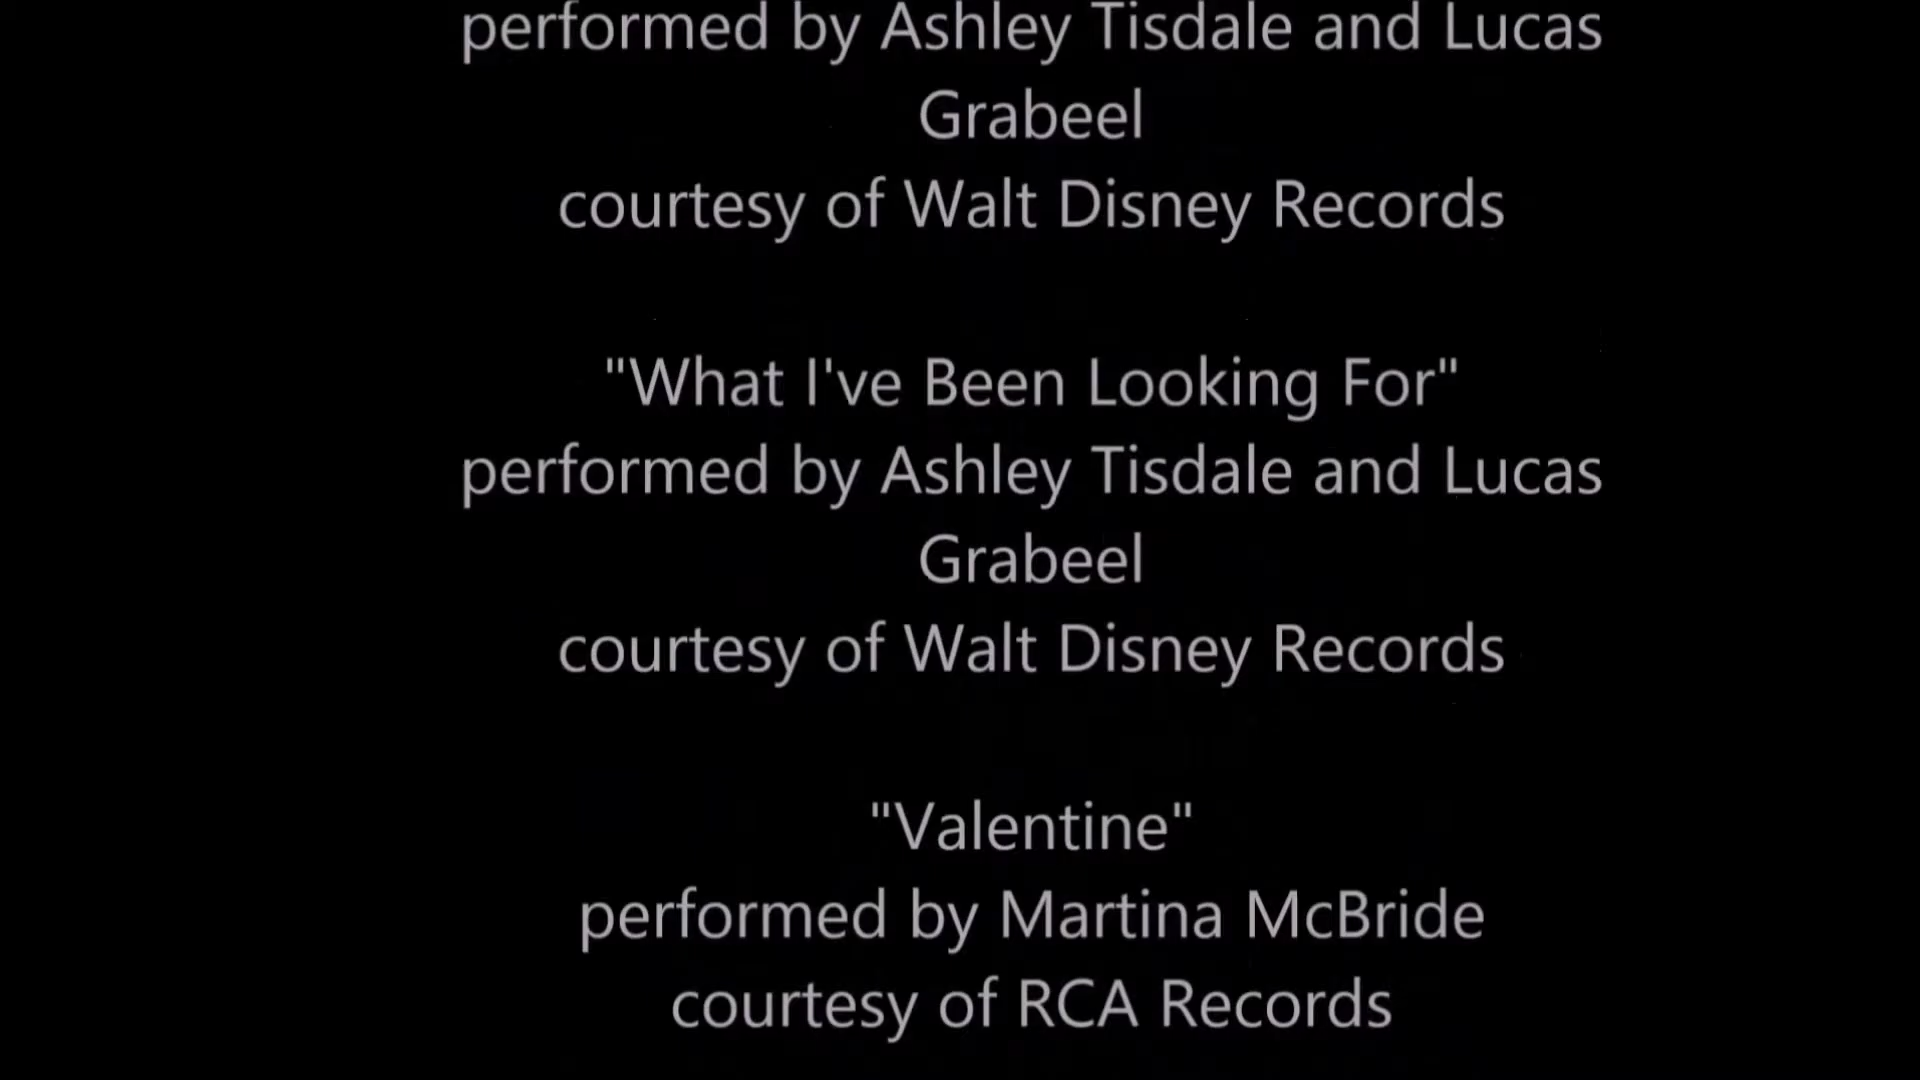 performed by Ashley Tisdale and Lucas
Grabeel
courtesy of Walt Disney Records
"What I've Been Looking For"
performed by Ashley Tisdale and Lucas
Grabeel
courtesy of Walt Disney Records
"Valentine"
performed by Martina McBride
courtesy of RCA Records